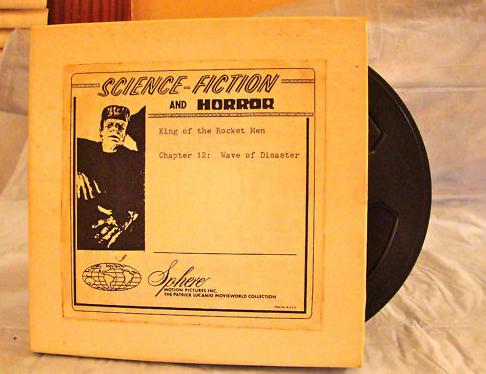 SCIENCE-FICTION
AND HORROR
King of the Rocket Men
Chapter 12: Wave of Disaster
Sphere
MOTION PICTURES INC.
THE PATRICK LUCANIO MOVIEWORLD COLLECTION